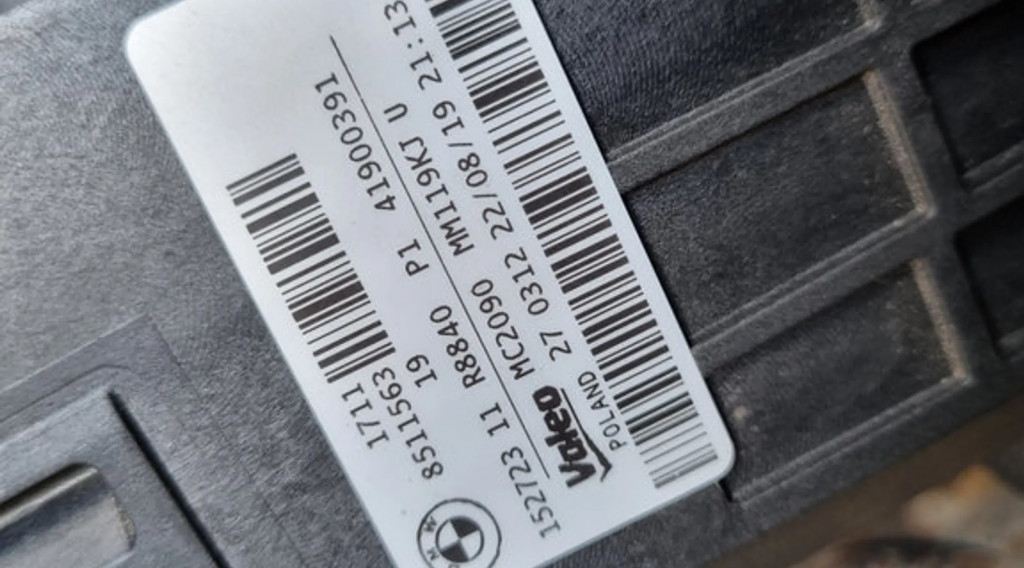 1711
8511563
19
P1 41900391
152723 11 R8840
Valeo MC2090 MM119KJ U
POLAND 27 0312 22/08/19 21:13